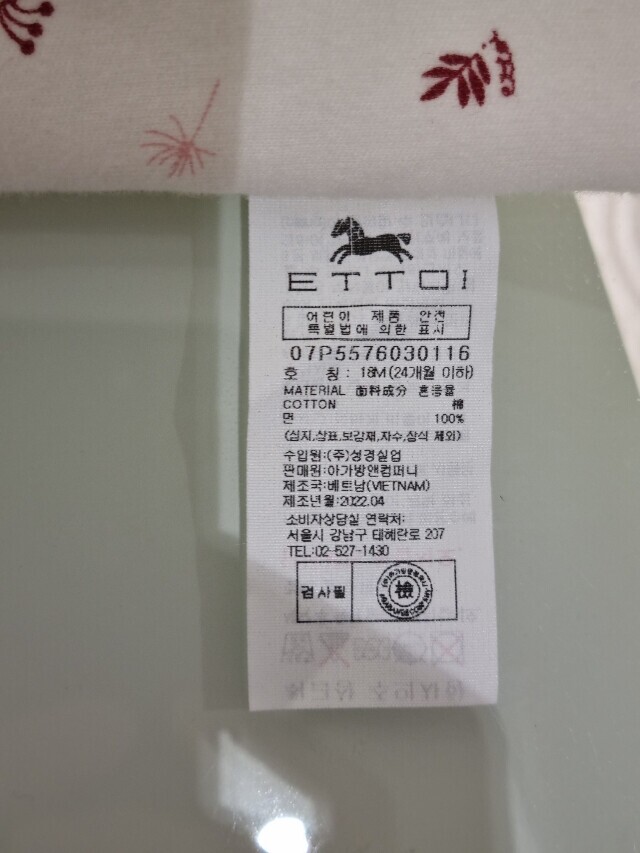 ETTOI
어린이 제품 안전
특별법에 의한 표시
07P5576030116
호 칭 : 18M(24개월 이하)
MATERIAL 面料成分 혼용율
COTTON 棉
면 100%
(심지,상표,보강재,자수,장식 제외)
수입원:(주)성경실업
판매원:아가방앤컴퍼니
제조국:베트남(VIETNAM)
제조년월:2022.04
소비자상담실 연락처:
서울시 강남구 테헤란로 207
TEL:02-527-1430
검사필
檢